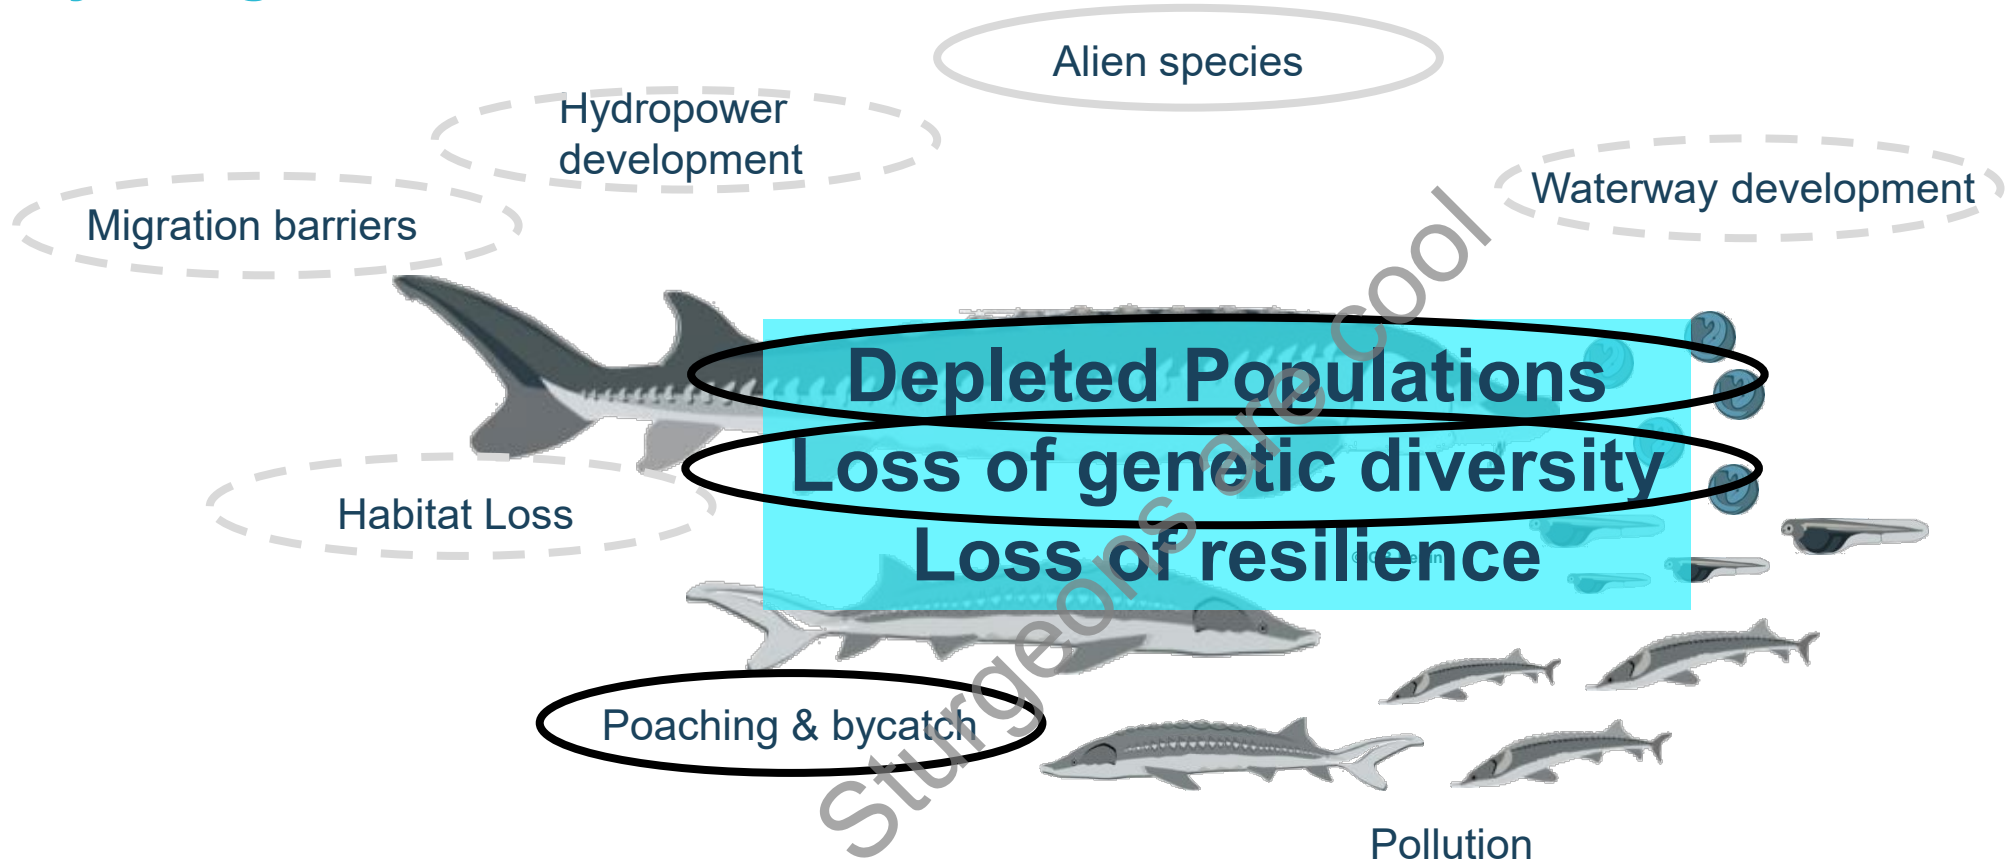 Alien species
Hydropower
development
Waterway development
Migration barriers
Depleted Populations
Loss of genetic diversity
Loss of resilience
Habitat Loss
Poaching & bycatch
Pollution
Sturgeons are cool